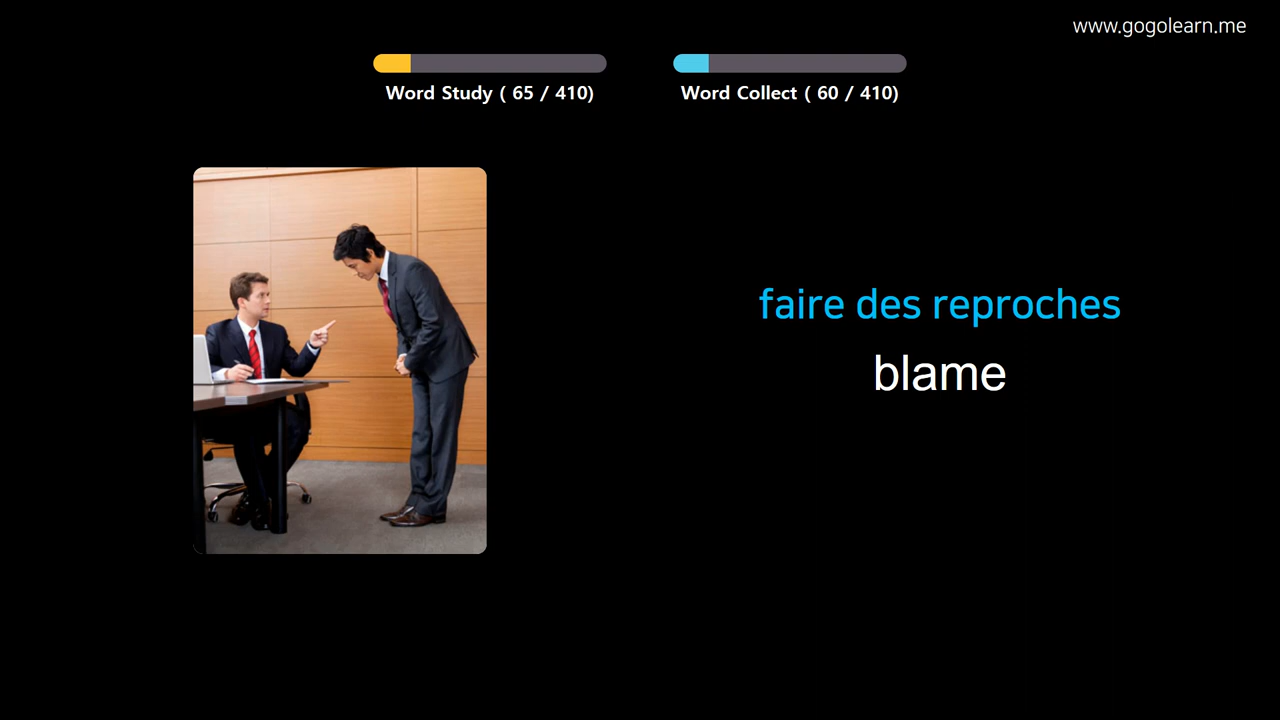 www.gogolearn.me
Word Study ( 65 / 410)
Word Collect ( 60 / 410)
faire des reproches
blame